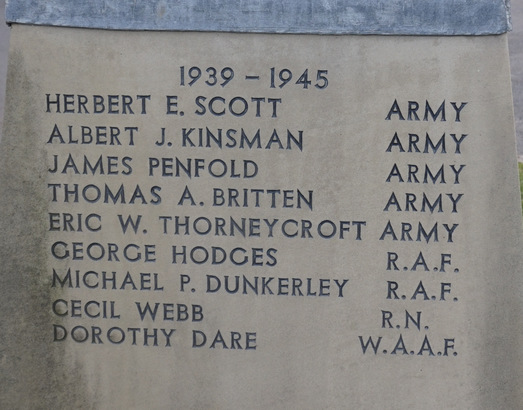 1939 – 1945
HERBERT E. SCOTT ARMY
ALBERT J. KINSMAN ARMY
JAMES PENFOLD ARMY
THOMAS A. BRITTEN ARMY
ERIC W. THORNEYCROFT ARMY
GEORGE HODGES R.A.F.
MICHAEL P. DUNKERLEY R.A.F.
CECIL WEBB R.N.
DOROTHY DARE W.A.A.F.